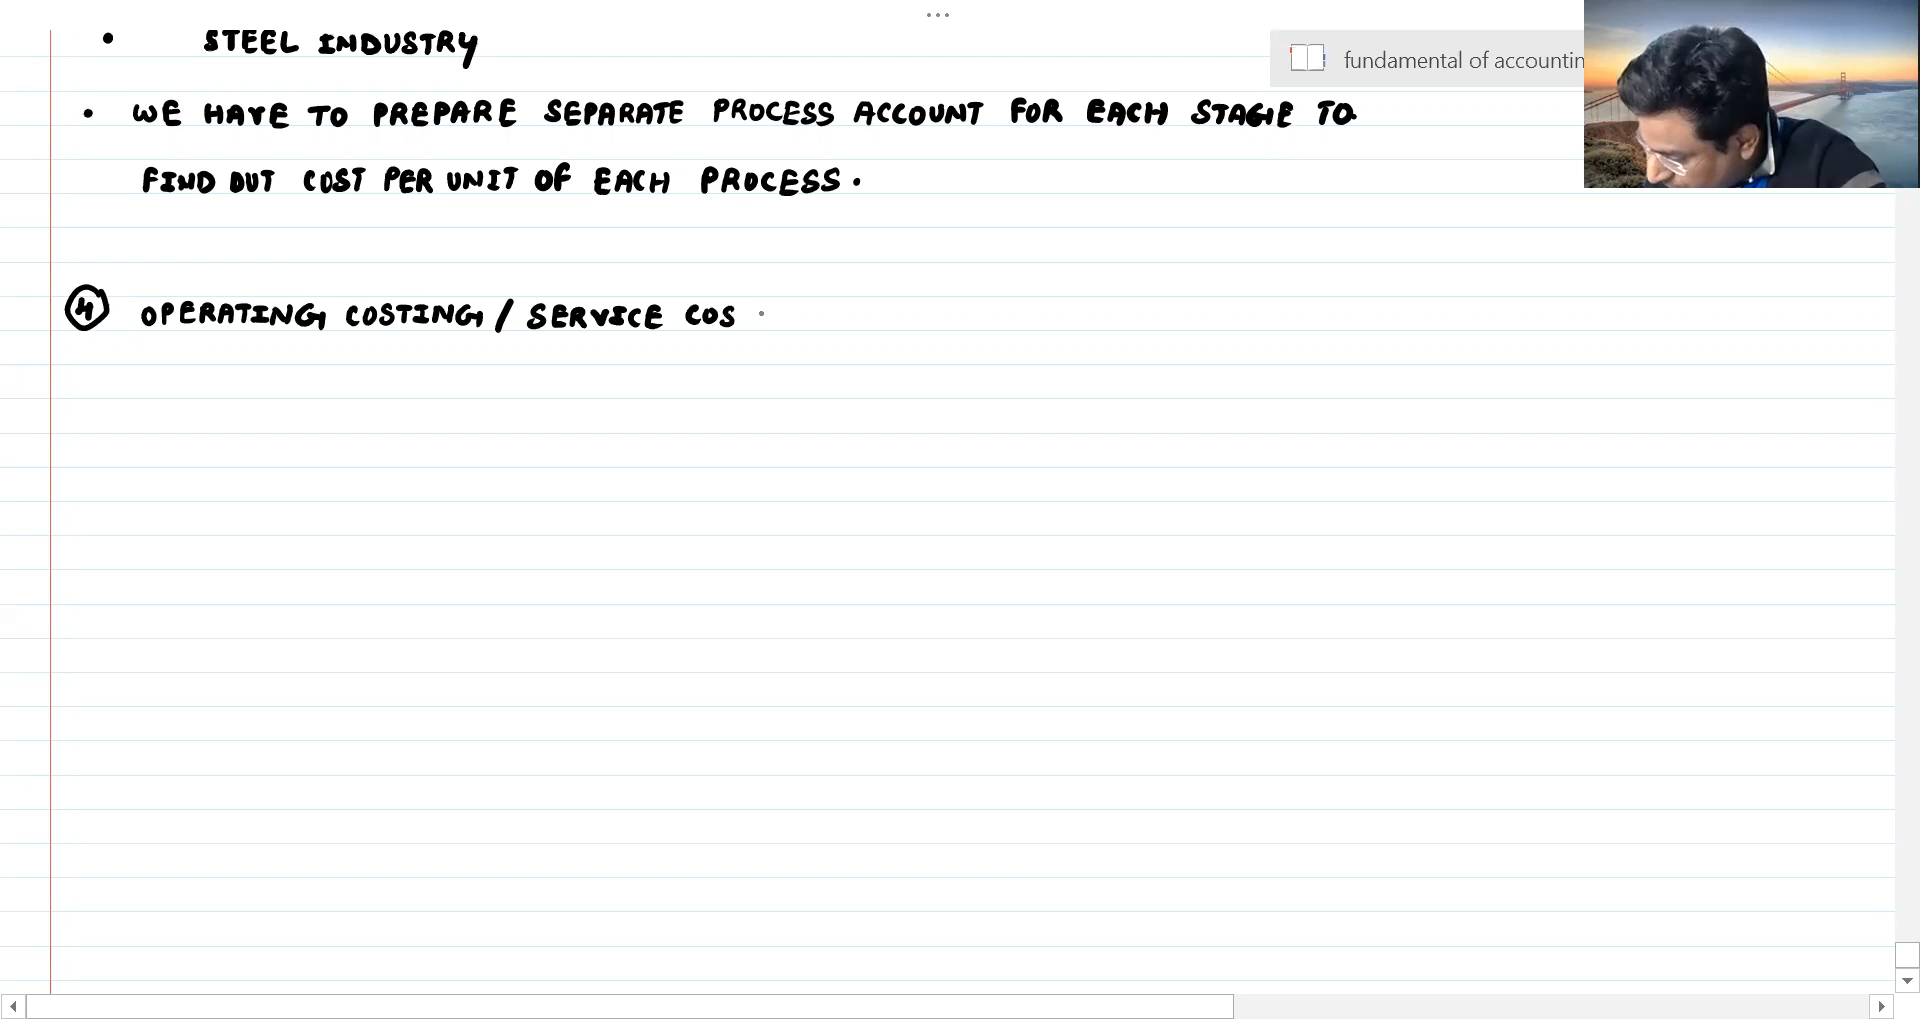 • STEEL INDUSTRY
fundamental of accountin
• WE HAVE TO PREPARE SEPARATE PROCESS ACCOUNT FOR EACH STAGE TO
FIND OUT COST PER UNIT OF EACH PROCESS.
④ OPERATING COSTING / SERVICE COS